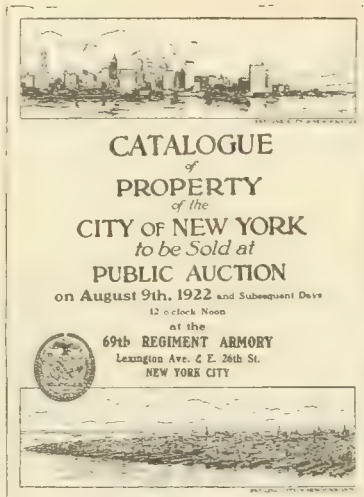 CATALOGUE
of
PROPERTY
of the
CITY OF NEW YORK
to be Sold at
PUBLIC AUCTION
on August 9th, 1922 and Subsequent Days
12 o'clock Noon
at the
69th REGIMENT ARMORY
Lexington Ave. & E. 26th St.
NEW YORK CITY